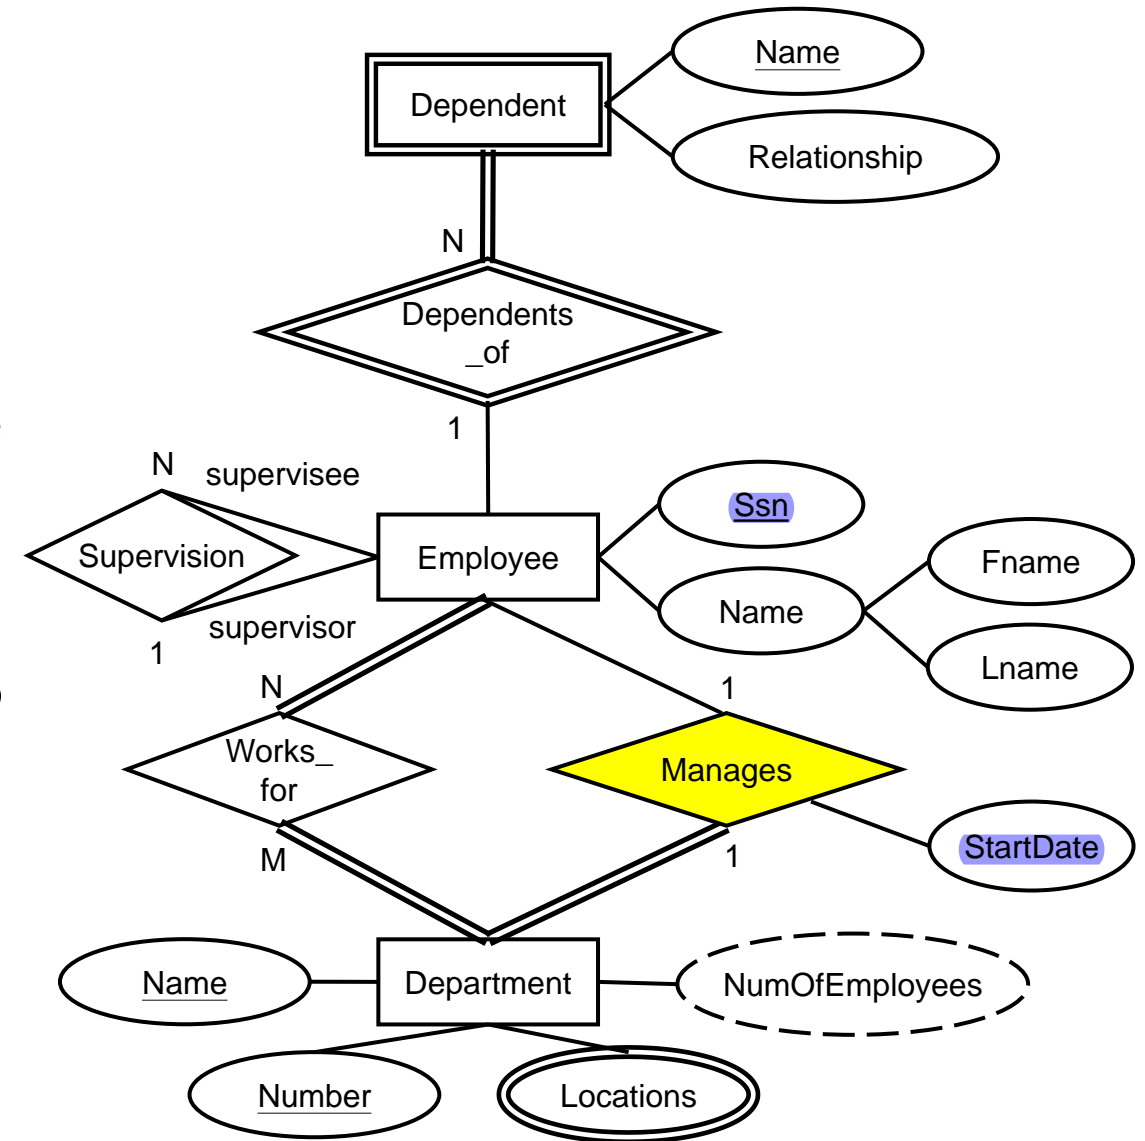 Name
Dependent
Relationship
N
Dependents
_of
1
N
supervisee
Ssn
Supervision
Employee
Fname
Name
supervisor
1
Lname
N
1
Works_
for
Manages
M
1
StartDate
Name
Department
NumOfEmployees
Number
Locations